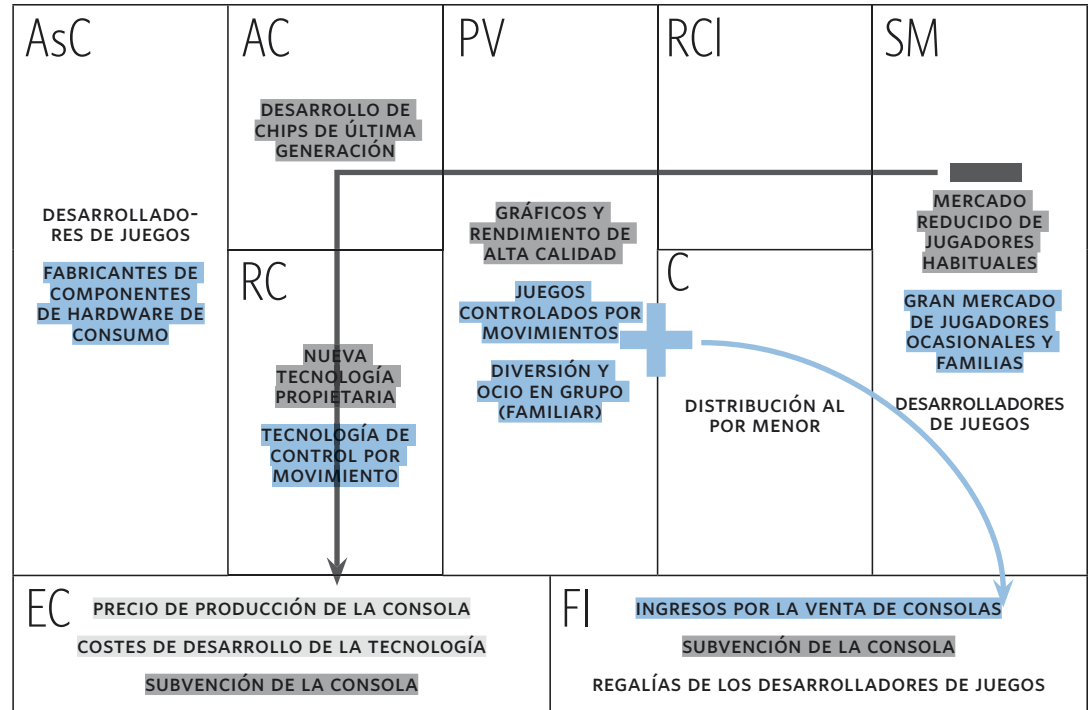 AsC
DESARROLLADO-
RES DE JUEGOS
FABRICANTES DE
COMPONENTES
DE HARDWARE DE
CONSUMO
AC
DESARROLLO DE
CHIPS DE ÚLTIMA
GENERACIÓN
RC
NUEVA
TECNOLOGÍA
PROPIETARIA
TECNOLOGÍA DE
CONTROL POR
MOVIMIENTO
PV
GRÁFICOS Y
RENDIMIENTO DE
ALTA CALIDAD
JUEGOS
CONTROLADOS POR
MOVIMIENTOS
DIVERSIÓN Y
OCIO EN GRUPO
(FAMILIAR)
RCl
C
DISTRIBUCIÓN AL
POR MENOR
SM
MERCADO
REDUCIDO DE
JUGADORES
HABITUALES
GRAN MERCADO
DE JUGADORES
OCASIONALES Y
FAMILIAS
DESARROLLADORES
DE JUEGOS
EC
PRECIO DE PRODUCCIÓN DE LA CONSOLA
COSTES DE DESARROLLO DE LA TECNOLOGÍA
SUBVENCIÓN DE LA CONSOLA
FI
INGRESOS POR LA VENTA DE CONSOLAS
SUBVENCIÓN DE LA CONSOLA
REGALÍAS DE LOS DESARROLLADORES DE JUEGOS